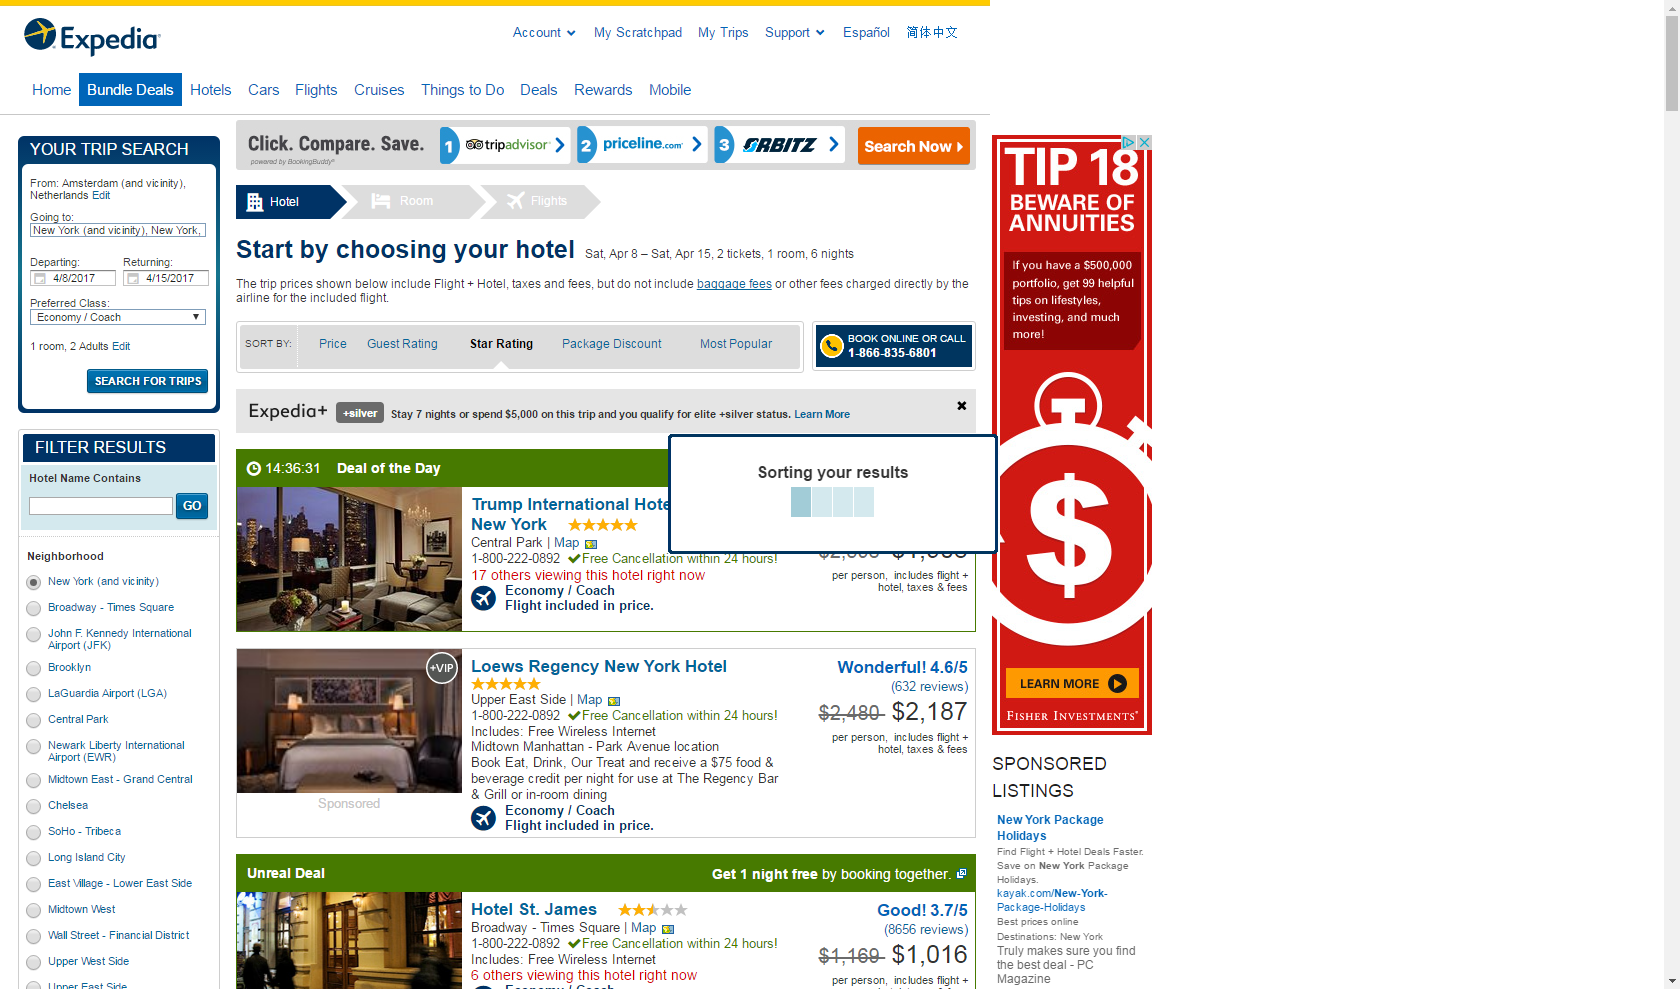 Expedia
Account
My Scratchpad
My Trips
Support
Español
简体中文
Home
Bundle Deals
Hotels
Cars
Flights
Cruises
Things to Do
Deals
Rewards
Mobile
YOUR TRIP SEARCH
From: Amsterdam (and vicinity),
Netherlands Edit
Going to:
New York (and vicinity), New York,
Departing:
Returning:
4/8/2017
4/15/2017
Preferred Class:
Economy / Coach
1 room, 2 Adults Edit
SEARCH FOR TRIPS
FILTER RESULTS
Hotel Name Contains
GO
Neighborhood
New York (and vicinity)
Broadway - Times Square
John F. Kennedy International
Airport (JFK)
Brooklyn
LaGuardia Airport (LGA)
Central Park
Newark Liberty International
Airport (EWR)
Midtown East - Grand Central
Chelsea
SoHo - Tribeca
Long Island City
East Village - Lower East Side
Midtown West
Wall Street - Financial District
Upper West Side
Upper East Side
Click. Compare. Save.
powered by BookingBuddy®
1 tripadvisor®
2 priceline.com®
3 ORBITZ
Search Now
Hotel
Room
Flights
Start by choosing your hotel
Sat, Apr 8 – Sat, Apr 15, 2 tickets, 1 room, 6 nights
The trip prices shown below include Flight + Hotel, taxes and fees, but do not include baggage fees or other fees charged directly by the
airline for the included flight.
SORT BY:
Price
Guest Rating
Star Rating
Package Discount
Most Popular
BOOK ONLINE OR CALL
1-866-835-6801
Expedia+
+silver
Stay 7 nights or spend $5,000 on this trip and you qualify for elite +silver status. Learn More
14:36:31 Deal of the Day
Sorting your results
Trump International Hote
New York
Central Park | Map
1-800-222-0892 Free Cancellation within 24 hours!
17 others viewing this hotel right now
Economy / Coach
Flight included in price.
per person, includes flight +
hotel, taxes & fees
+VIP
Sponsored
Loews Regency New York Hotel
Upper East Side | Map
1-800-222-0892 Free Cancellation within 24 hours!
Includes: Free Wireless Internet
Midtown Manhattan - Park Avenue location
Book Eat, Drink, Our Treat and receive a $75 food &
beverage credit per night for use at The Regency Bar
& Grill or in-room dining
Economy / Coach
Flight included in price.
Wonderful! 4.6/5
(632 reviews)
$2,480 $2,187
per person, includes flight +
hotel, taxes & fees
Unreal Deal
Get 1 night free by booking together.
Hotel St. James
Broadway - Times Square | Map
1-800-222-0892 Free Cancellation within 24 hours!
Includes: Free Wireless Internet
6 others viewing this hotel right now
Economy / Coach
Good! 3.7/5
(8656 reviews)
$1,169 $1,016
per person, includes flight +
TIP 18
BEWARE OF
ANNUITIES
If you have a $500,000
portfolio, get 99 helpful
tips on lifestyles,
investing, and much
more!
$
LEARN MORE
FISHER INVESTMENTS®
SPONSORED
LISTINGS
New York Package
Holidays
Find Flight + Hotel Deals Faster.
Save on New York Package
Holidays.
kayak.com/New-York-
Package-Holidays
Best prices online
Destinations: New York
Truly makes sure you find
the best deal - PC
Magazine